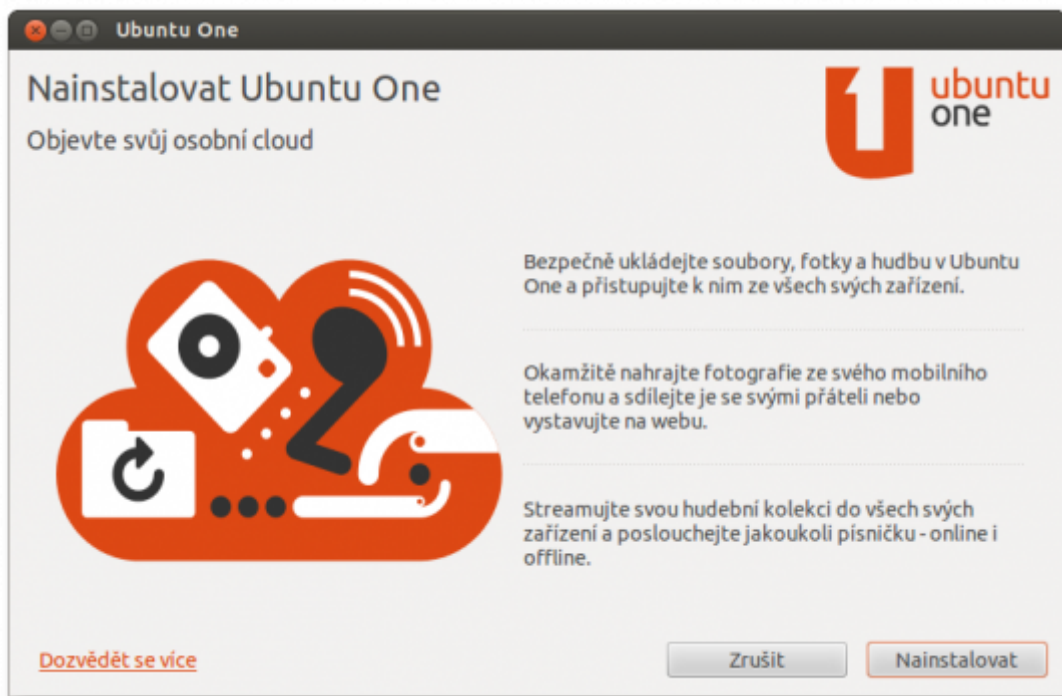 Ubuntu One
Nainstalovat Ubuntu One
Objevte svůj osobní cloud
ubuntu
one
Bezpečně ukládejte soubory, fotky a hudbu v Ubuntu
One a přistupujte k nim ze všech svých zařízení.
Okamžitě nahrajte fotografie ze svého mobilního
telefonu a sdílejte je se svými přáteli nebo
vystavujte na webu.
Streamujte svou hudební kolekci do všech svých
zařízení a poslouchejte jakoukoli písničku - online i
offline.
Dozvědět se více
Zrušit
Nainstalovat